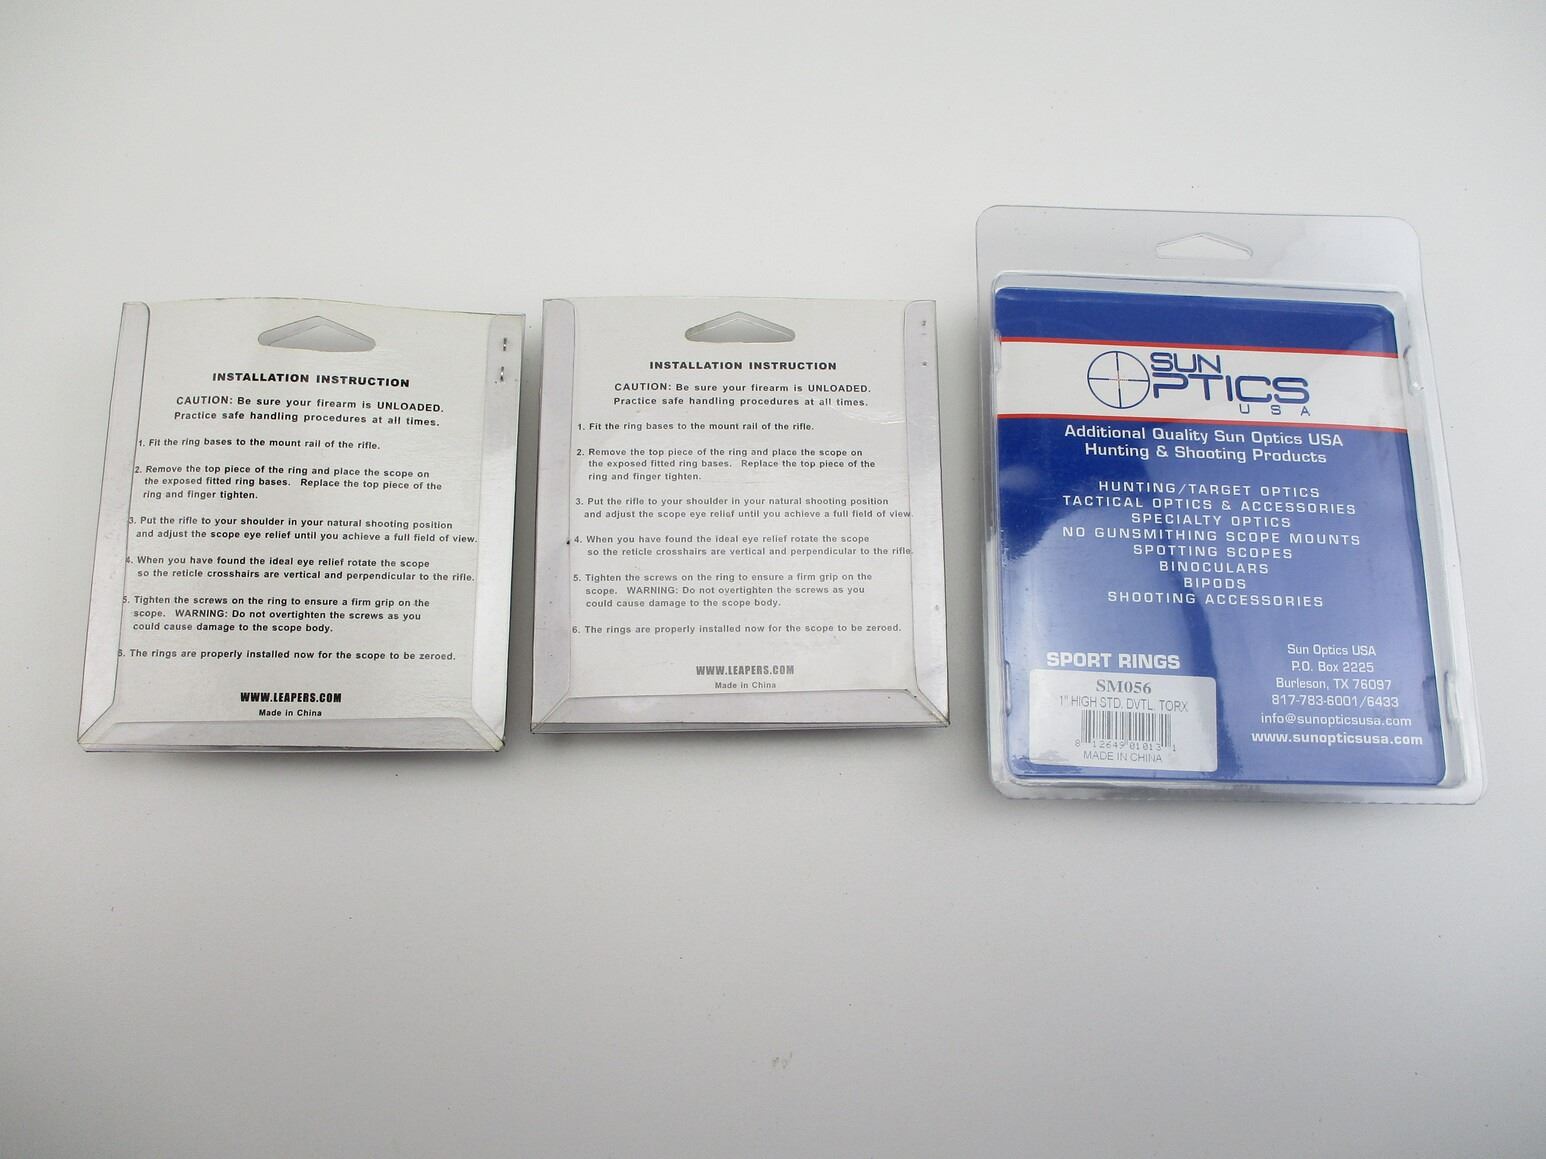 INSTALLATION INSTRUCTION
CAUTION: Be sure your firearm is UNLOADED.
Practice safe handling procedures at all times.
1. Fit the ring bases to the mount rail of the rifle.
2. Remove the top piece of the ring and place the scope on
the exposed fitted ring bases. Replace the top piece of the
ring and finger tighten.
3. Put the rifle to your shoulder in your natural shooting position
and adjust the scope eye relief until you achieve a full field of view.
4. When you have found the ideal eye relief rotate the scope
so the reticle crosshairs are vertical and perpendicular to the rifle.
5. Tighten the screws on the ring to ensure a firm grip on the
scope. WARNING: Do not overtighten the screws as you
could cause damage to the scope body.
6. The rings are properly installed now for the scope to be zeroed.
WWW.LEAPERS.COM
Made in China
INSTALLATION INSTRUCTION
CAUTION: Be sure your firearm is UNLOADED.
Practice safe handling procedures at all times.
1. Fit the ring bases to the mount rail of the rifle.
2. Remove the top piece of the ring and place the scope on
the exposed fitted ring bases. Replace the top piece of the
ring and finger tighten.
3. Put the rifle to your shoulder in your natural shooting position
and adjust the scope eye relief until you achieve a full field of view.
4. When you have found the ideal eye relief rotate the scope
so the reticle crosshairs are vertical and perpendicular to the rifle.
5. Tighten the screws on the ring to ensure a firm grip on the
scope. WARNING: Do not overtighten the screws as you
could cause damage to the scope body.
6. The rings are properly installed now for the scope to be zeroed.
WWW.LEAPERS.COM
Made in China
SUN
OPTICS
USA
Additional Quality Sun Optics USA
Hunting & Shooting Products
HUNTING/TARGET OPTICS
TACTICAL OPTICS & ACCESSORIES
SPECIALTY OPTICS
NO GUNSMITHING SCOPE MOUNTS
SPOTTING SCOPES
BINOCULARS
BIPODS
SHOOTING ACCESSORIES
SPORT RINGS
SM056
1" HIGH STD. DVTL. TORX
8 12649 01013 1
MADE IN CHINA
Sun Optics USA
P.O. Box 2225
Burleson, TX 76097
817-783-6001/6433
info@sunopticsusa.com
www.sunopticsusa.com